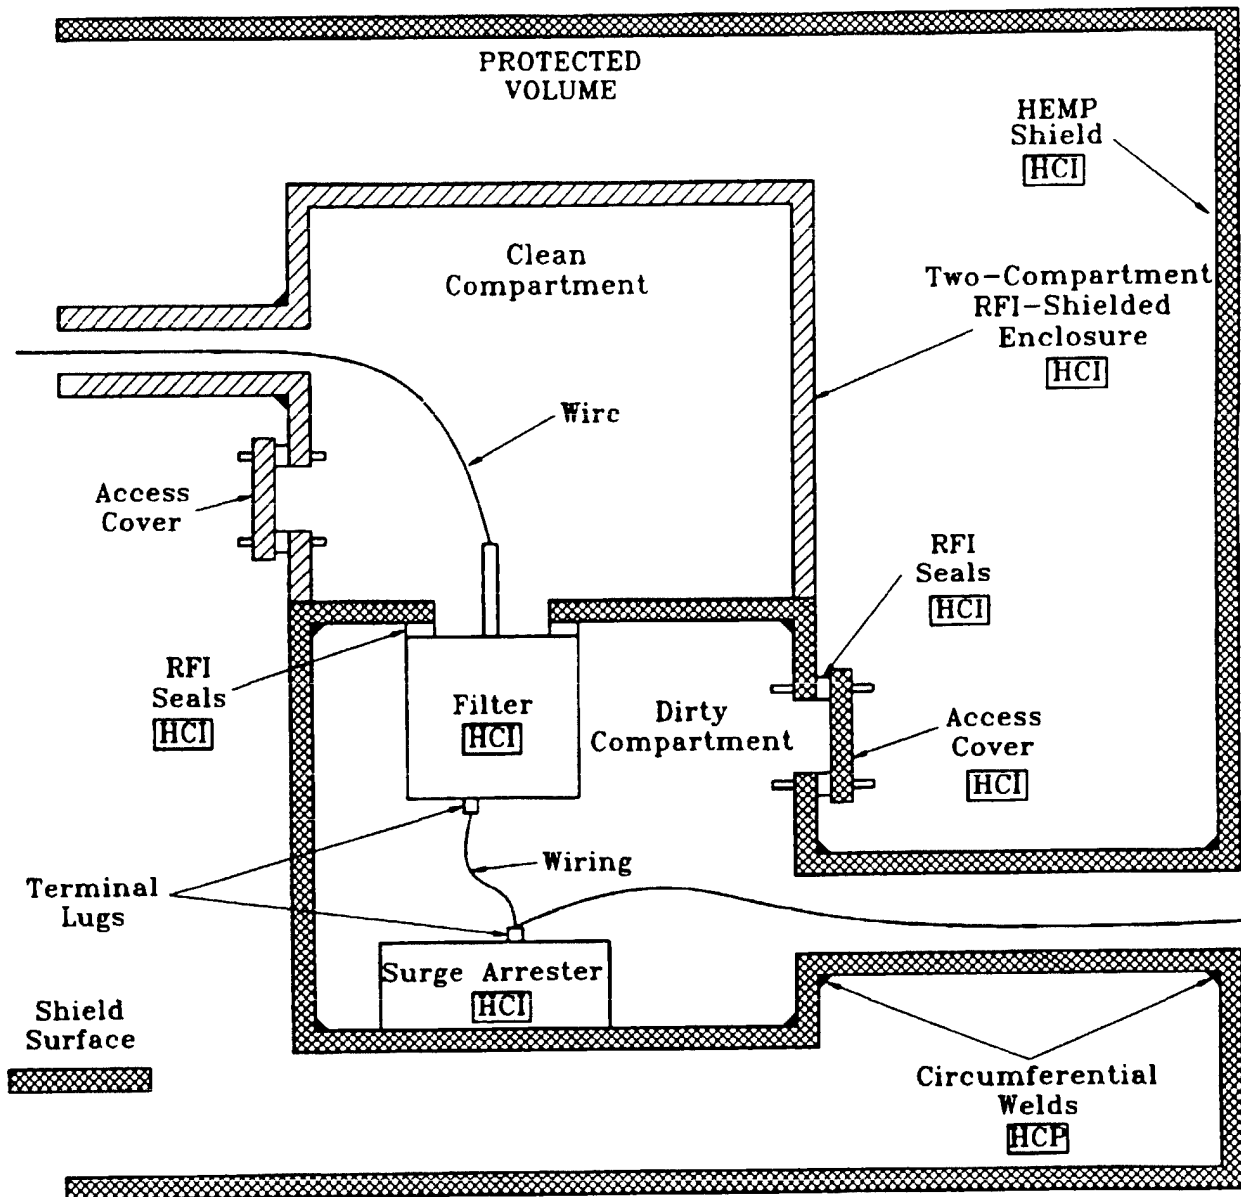 PROTECTED
VOLUME
HEMP
Shield
HCI
Clean
Compartment
Two-Compartment
RFI-Shielded
Enclosure
HCI
Wire
Access
Cover
RFI
Seals
HCI
RFI
Seals
HCI
Filter
HCI
Dirty
Compartment
Access
Cover
HCI
Wiring
Terminal
Lugs
Surge Arrester
HCI
Shield
Surface
Circumferential
Welds
HCP